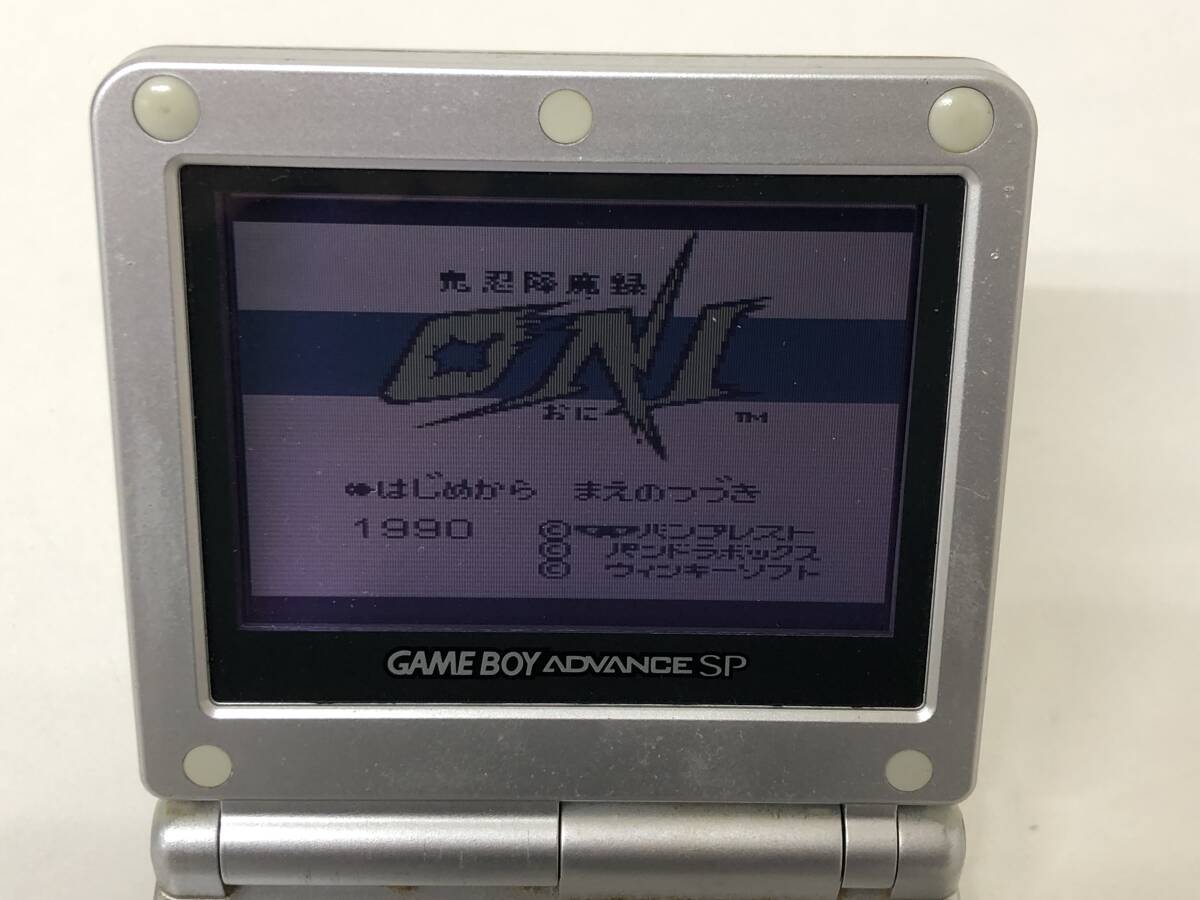 鬼忍降魔録
ONI
おに
TM
はじめから まえのつづき
1990 © バンプレスト
© パンドラボックス
© ウィンキーソフト
GAME BOY ADVANCE SP